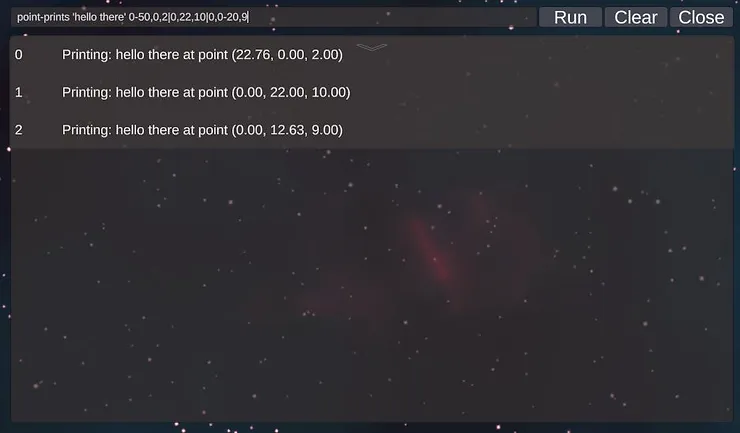 point-prints 'hello there' 0-50,0,2|0,22,10|0,0-20,9 Run Clear Close
0 Printing: hello there at point (22.76, 0.00, 2.00)
1 Printing: hello there at point (0.00, 22.00, 10.00)
2 Printing: hello there at point (0.00, 12.63, 9.00)